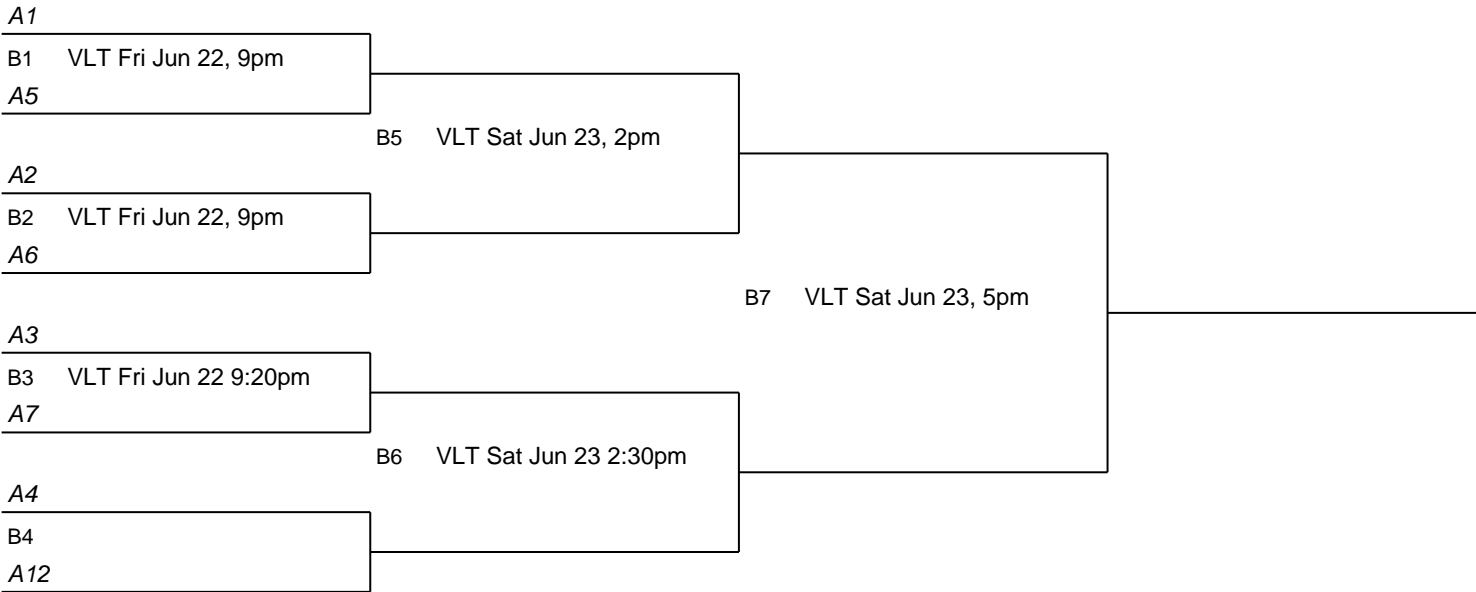 A1
B1 VLT Fri Jun 22, 9pm
A5
B5 VLT Sat Jun 23, 2pm
A2
B2 VLT Fri Jun 22, 9pm
A6
B7 VLT Sat Jun 23, 5pm
A3
B3 VLT Fri Jun 22 9:20pm
A7
B6 VLT Sat Jun 23 2:30pm
A4
B4
A12